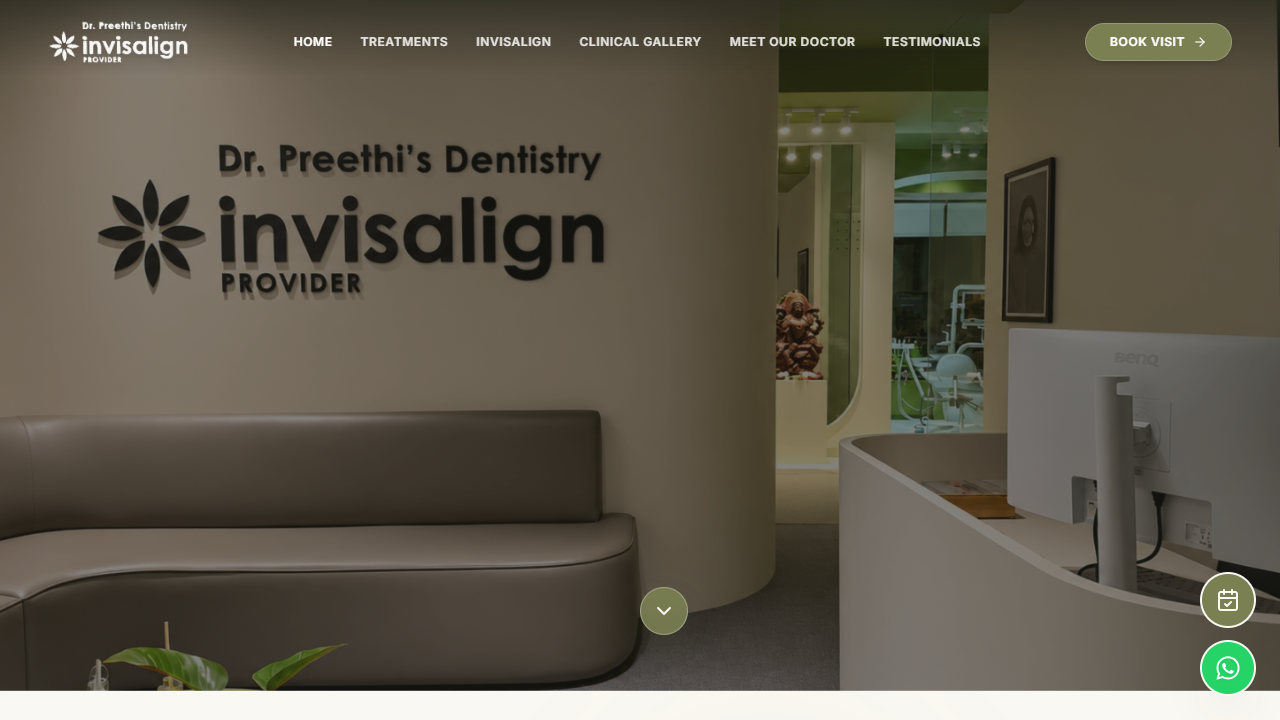 Dr. Preethi's Dentistry
invisalign
PROVIDER
HOME
TREATMENTS
INVISALIGN
CLINICAL GALLERY
MEET OUR DOCTOR
TESTIMONIALS
BOOK VISIT
Dr. Preethi's Dentistry
invisalign
PROVIDER
BenQ